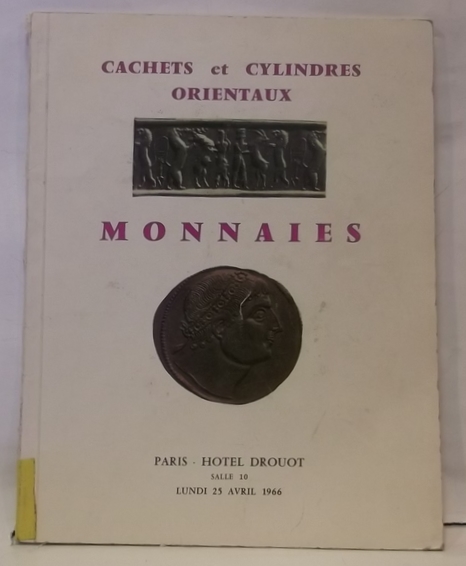 CACHETS et CYLINDRES
ORIENTAUX
MONNAIES
PARIS - HOTEL DROUOT
SALLE 10
LUNDI 25 AVRIL 1966